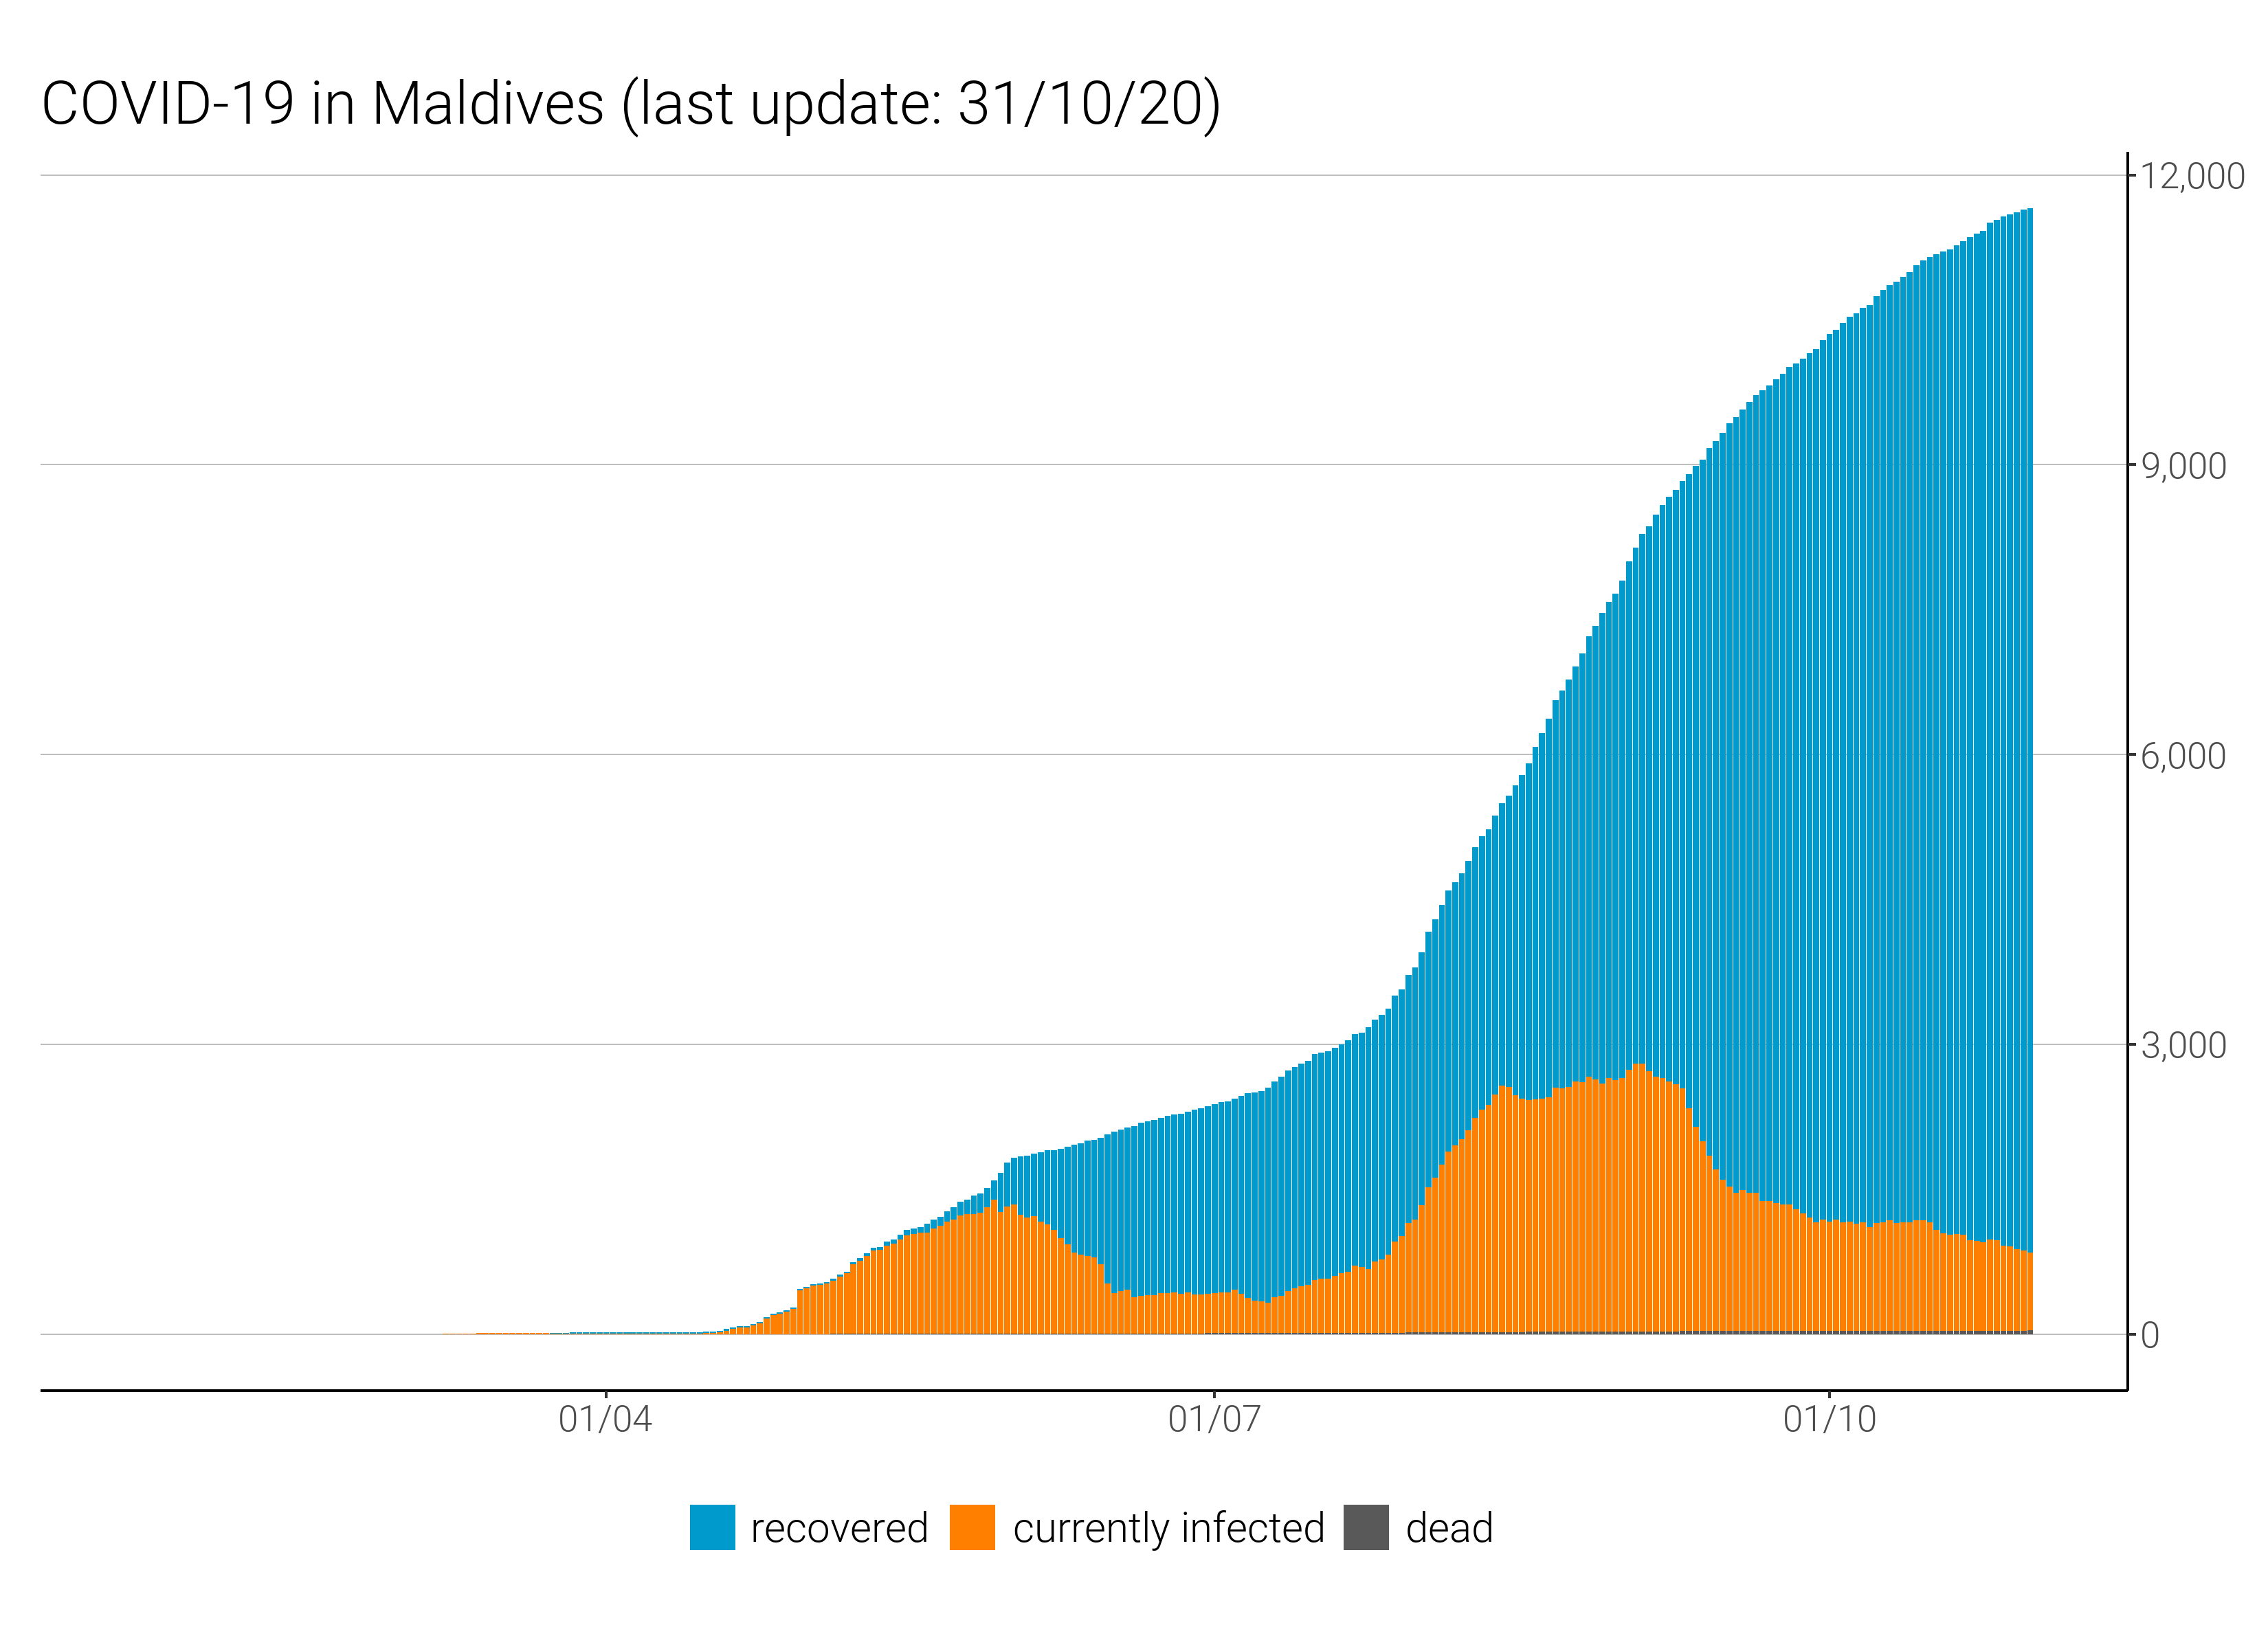 COVID-19 in Maldives (last update: 31/10/20)
12,000
9,000
6,000
3,000
0
01/04 01/07 01/10
recovered currently infected dead